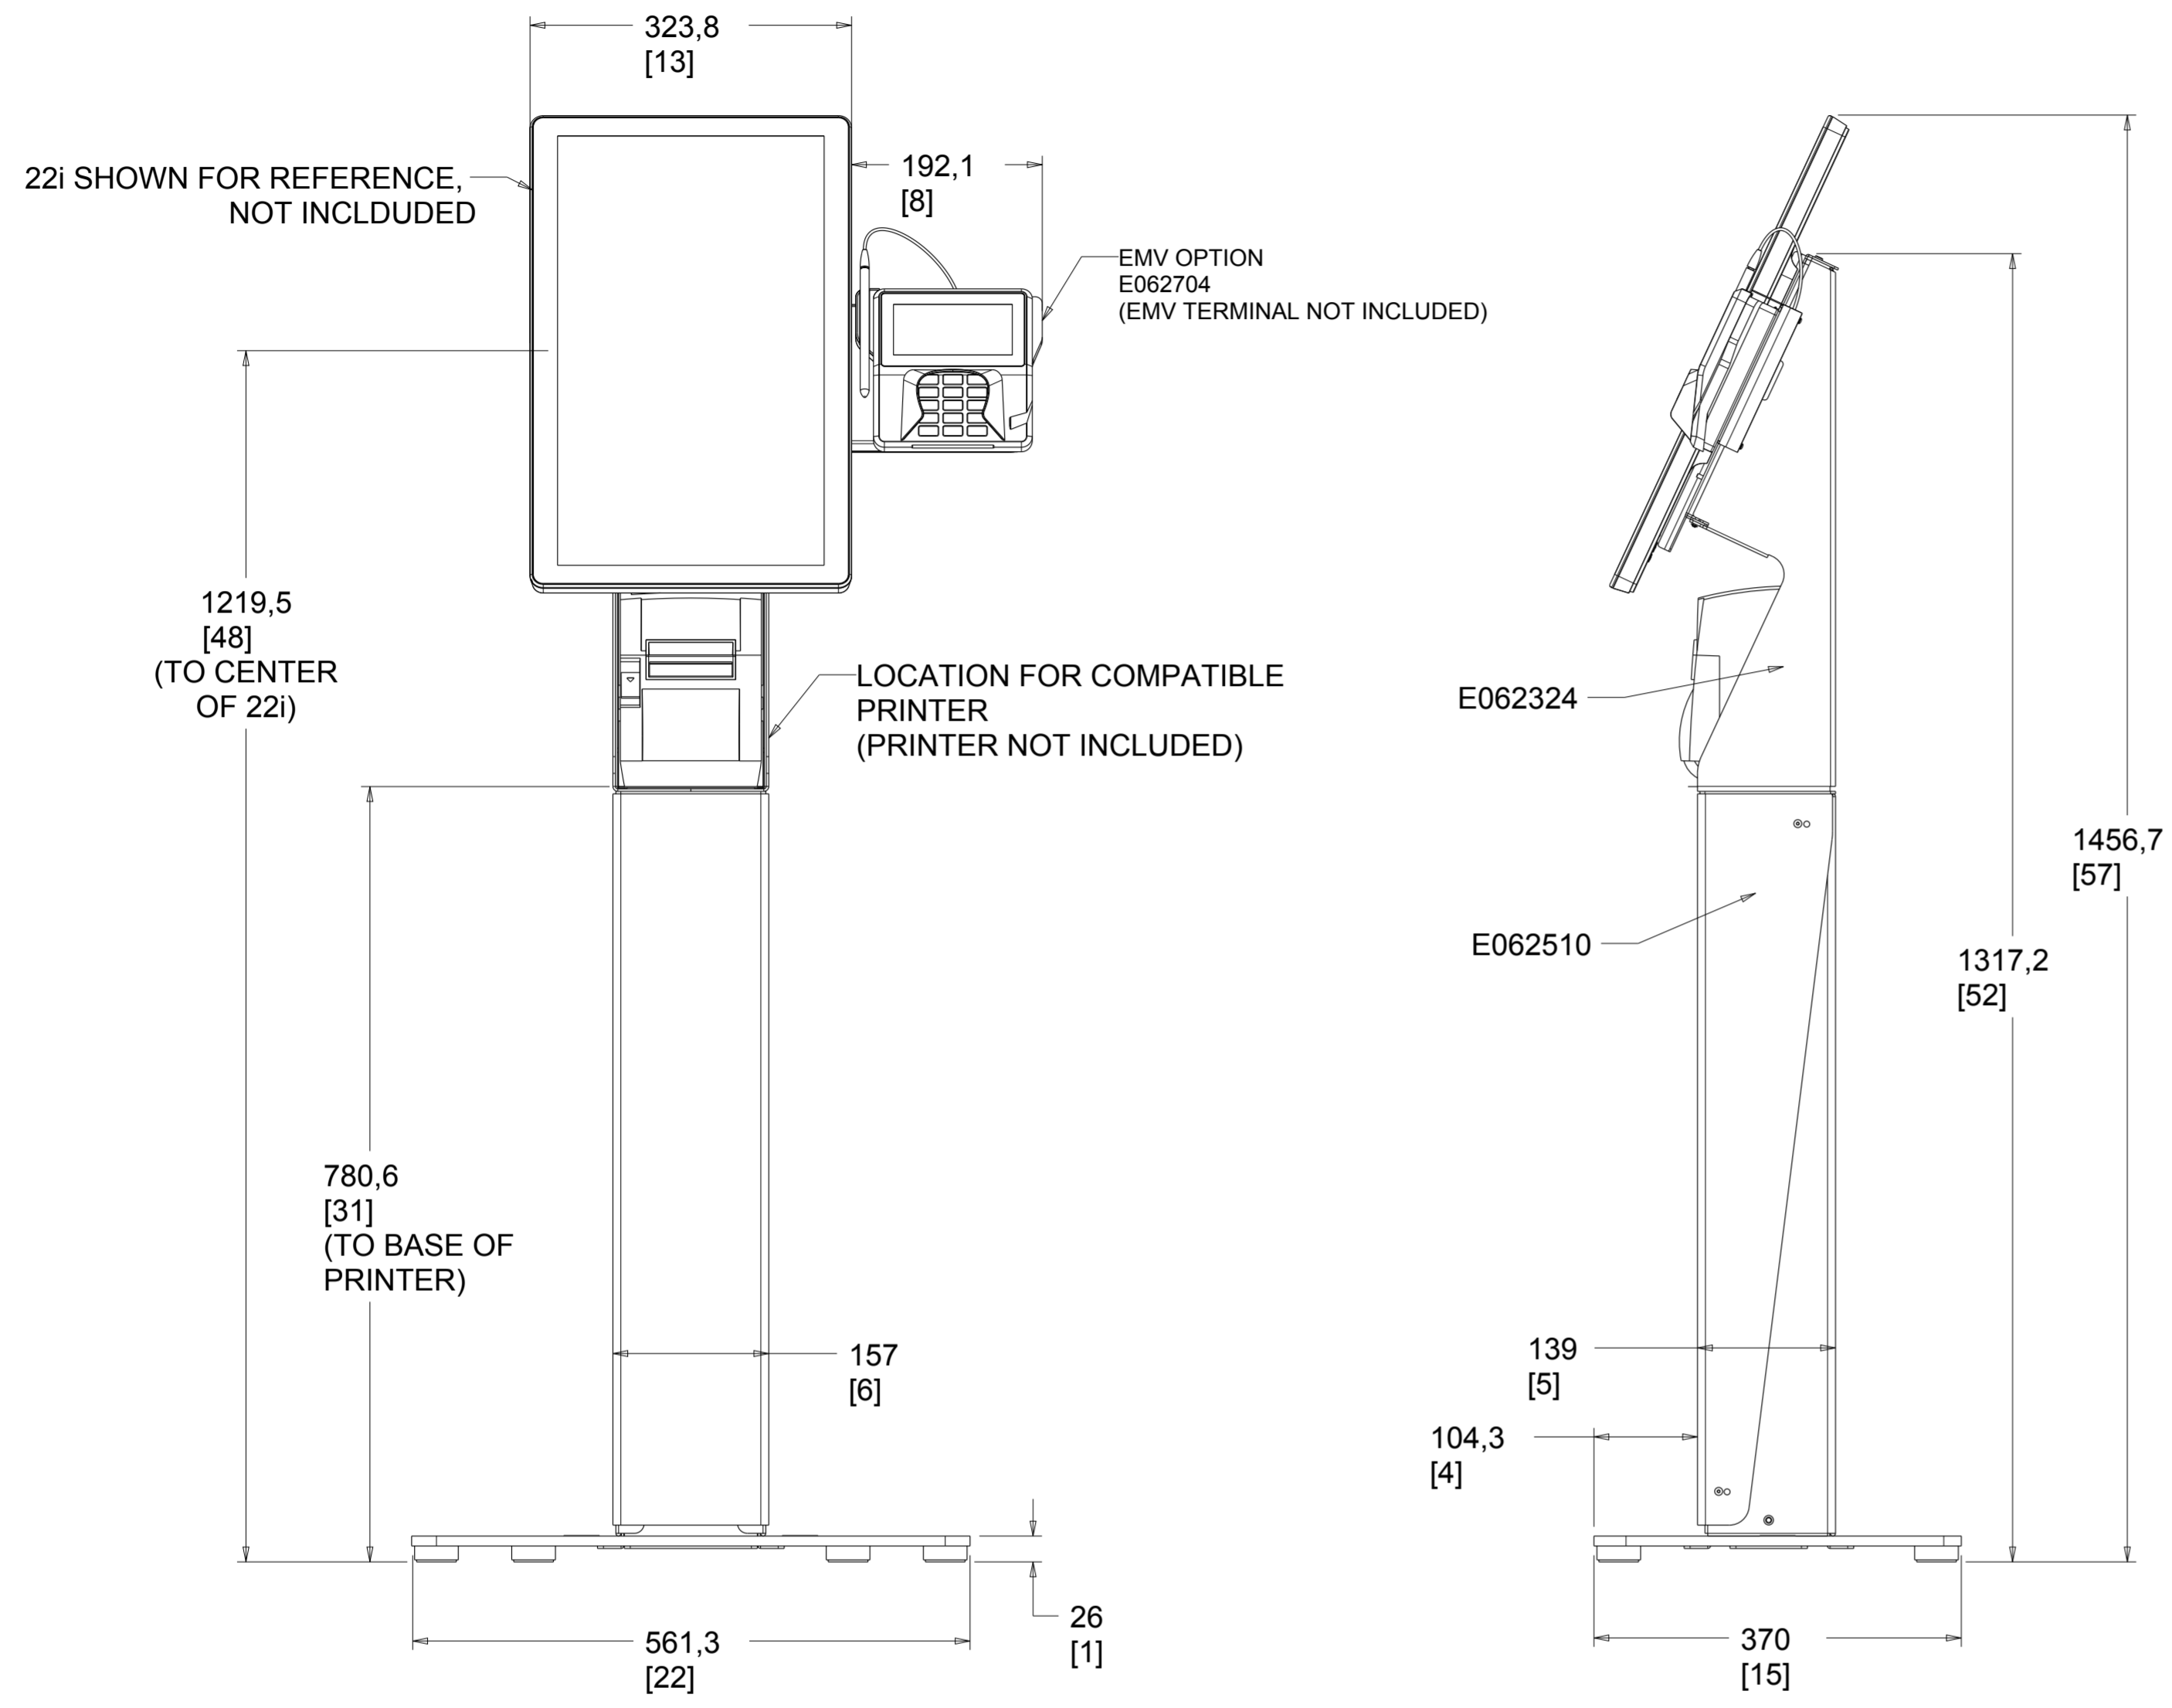 323,8
[13]
22i SHOWN FOR REFERENCE,
NOT INCLDUDED
192,1
[8]
EMV OPTION
E062704
(EMV TERMINAL NOT INCLUDED)
1219,5
[48]
(TO CENTER
OF 22i)
LOCATION FOR COMPATIBLE
PRINTER
(PRINTER NOT INCLUDED)
780,6
[31]
(TO BASE OF
PRINTER)
157
[6]
26
[1]
561,3
[22]
E062324
E062510
1456,7
[57]
1317,2
[52]
139
[5]
104,3
[4]
370
[15]